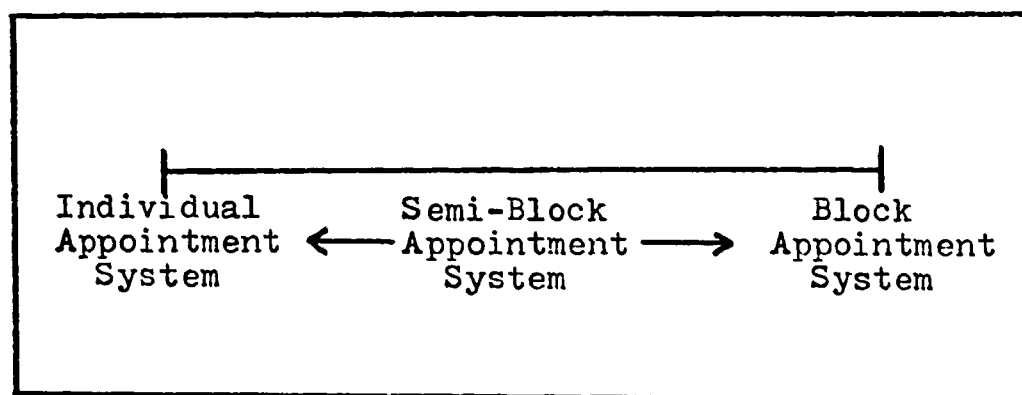 Individual Appointment System
Semi-Block Appointment System
Block Appointment System